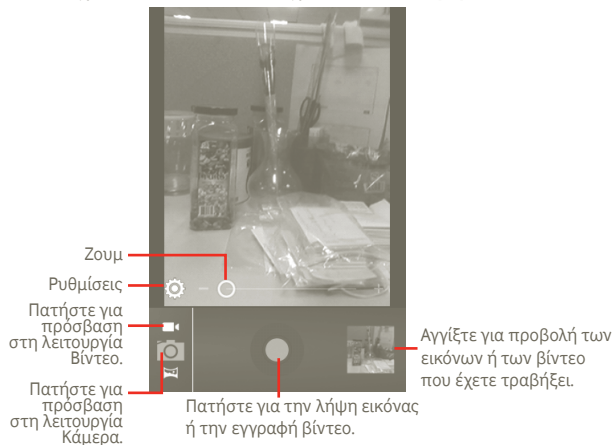 Ζουμ
Ρυθμίσεις
Πατήστε για
πρόσβαση
στη λειτουργία
Βίντεο.
Πατήστε για
πρόσβαση
στη λειτουργία
Κάμερα.
Πατήστε για την λήψη εικόνας
ή την εγγραφή βίντεο.
Αγγίξτε για προβολή των
εικόνων ή των βίντεο
που έχετε τραβήξει.